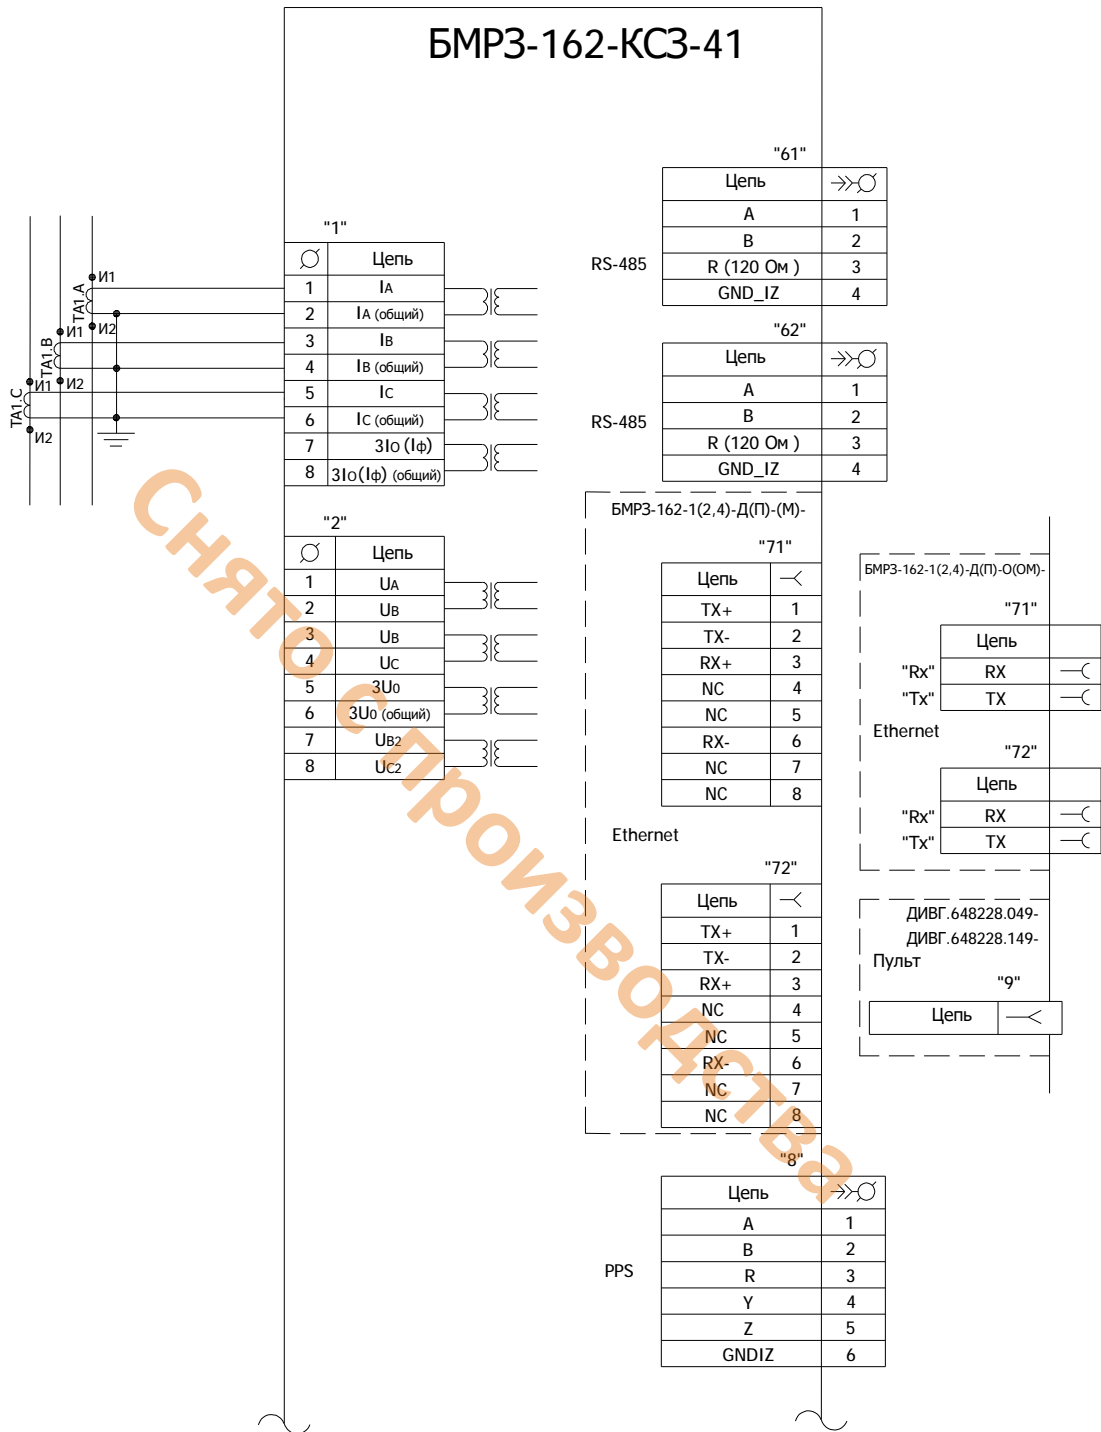 БМРЗ-162-КСЗ-41
"1"
Цепь
1 IA
2 IA (общий)
3 IB
4 IB (общий)
5 IC
6 IC (общий)
7 3IO (IФ)
8 3IO(IФ) (общий)
TA1.A
И1
И2
TA1.B
И1
И2
TA1.C
И1
И2
"2"
Цепь
1 UA
2 UB
3 UB
4 UC
5 3U0
6 3U0 (общий)
7 UB2
8 UC2
"61"
RS-485
Цепь
A 1
B 2
R (120 Ом ) 3
GND_IZ 4
"62"
RS-485
Цепь
A 1
B 2
R (120 Ом ) 3
GND_IZ 4
БМРЗ-162-1(2,4)-Д(П)-(М)-
"71"
Цепь
TX+ 1
TX- 2
RX+ 3
NC 4
NC 5
RX- 6
NC 7
NC 8
Ethernet
"72"
Цепь
TX+ 1
TX- 2
RX+ 3
NC 4
NC 5
RX- 6
NC 7
NC 8
"8"
PPS
Цепь
A 1
B 2
R 3
Y 4
Z 5
GNDIZ 6
БМРЗ-162-1(2,4)-Д(П)-О(ОМ)-
"71"
Цепь
"Rx" RX
"Tx" TX
Ethernet
"72"
Цепь
"Rx" RX
"Tx" TX
ДИВГ.648228.049-
ДИВГ.648228.149-
Пульт
"9"
Цепь
Снято с производства